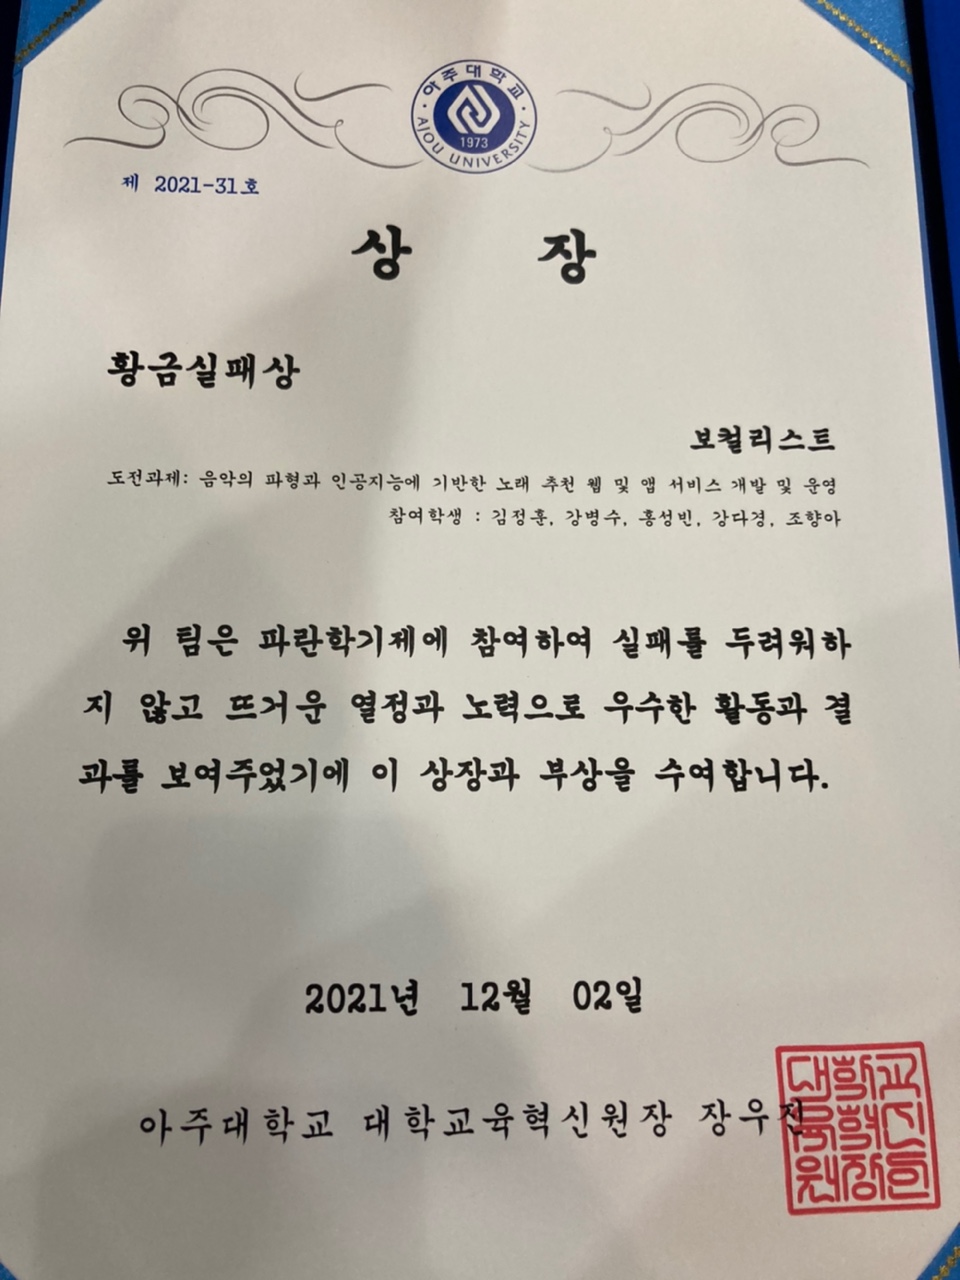 아주대학교
AJOU UNIVERSITY
1973
제 2021-31호
상 장
황금실패상
보컬리스트
도전과제: 음악의 파형과 인공지능에 기반한 노래 추천 웹 및 앱 서비스 개발 및 운영
참여학생 : 김정훈, 강병수, 홍성빈, 강다경, 조향아
위 팀은 파란학기제에 참여하여 실패를 두려워하
지 않고 뜨거운 열정과 노력으로 우수한 활동과 결
과를 보여주었기에 이 상장과 부상을 수여합니다.
2021년 12월 02일
아주대학교 대학교육혁신원장 장우진